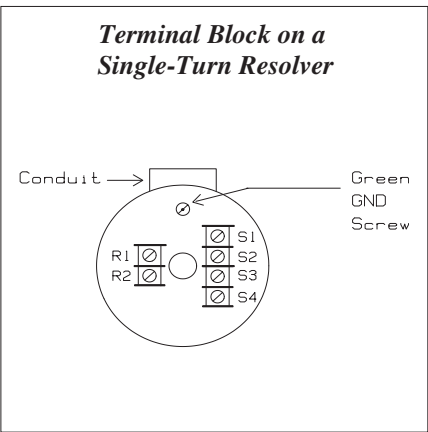 Terminal Block on a
Single-Turn Resolver
Conduit
Green
GND
Screw
S1
R1
S2
R2
S3
S4